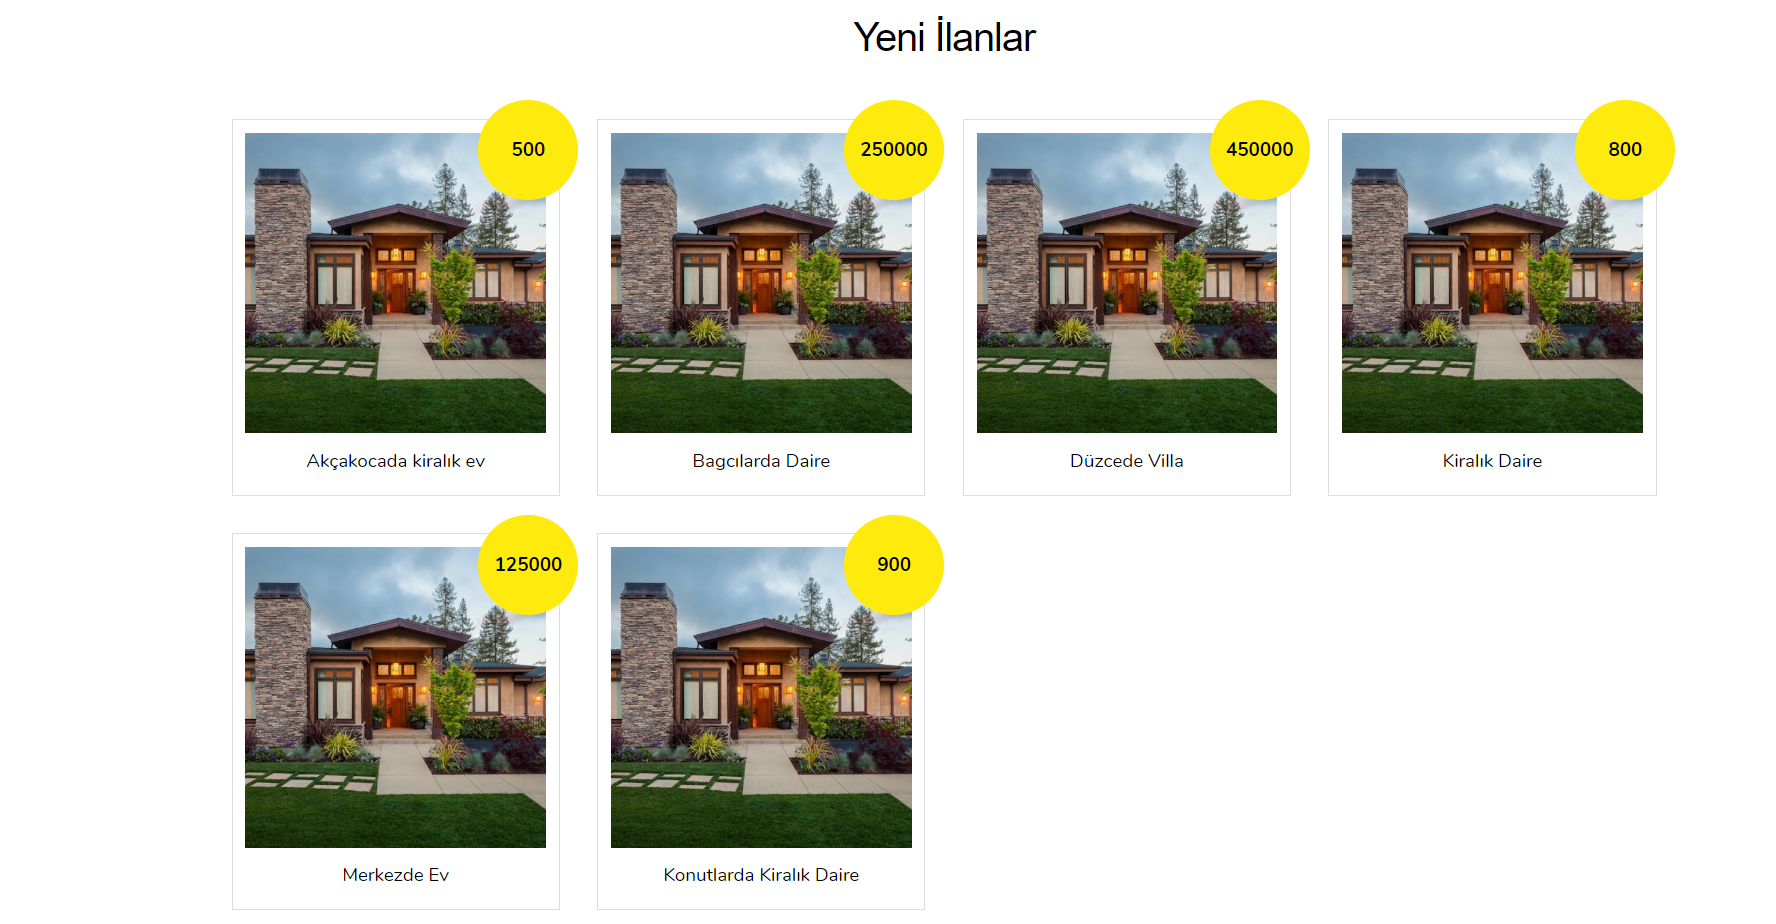 Yeni İlanlar
500
250000
450000
800
Akçakocada kiralık ev
Bagcılarda Daire
Düzcede Villa
Kiralık Daire
125000
900
Merkezde Ev
Konutlarda Kiralık Daire